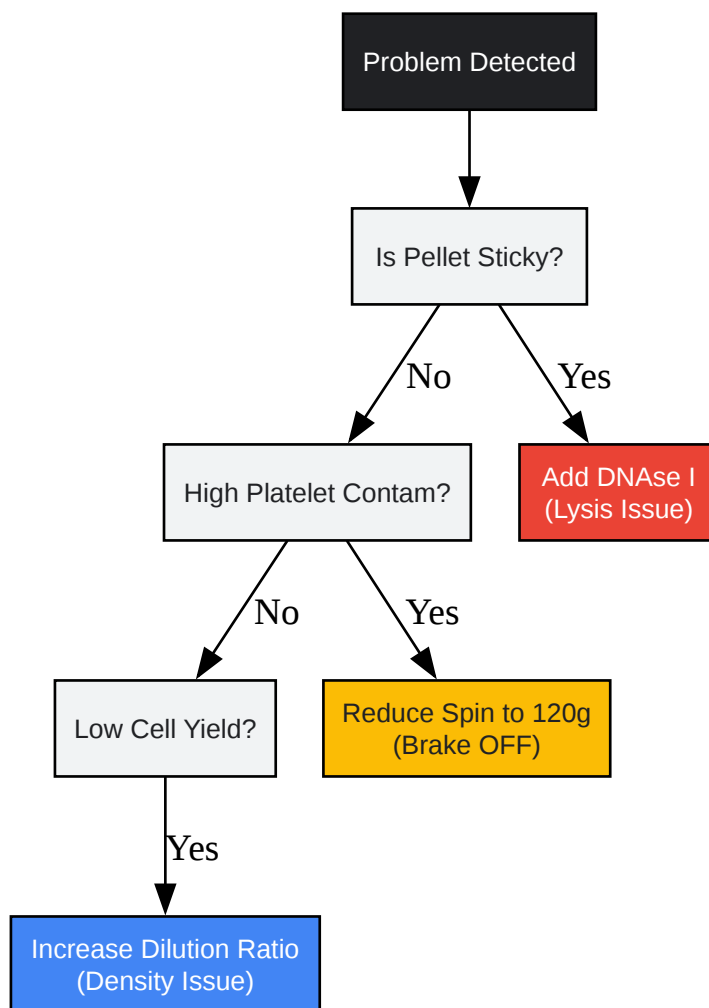 Problem Detected
Is Pellet Sticky?
No
Yes
High Platelet Contam?
Add DNAse I
(Lysis Issue)
No
Yes
Low Cell Yield?
Reduce Spin to 120g
(Brake OFF)
Yes
Increase Dilution Ratio
(Density Issue)